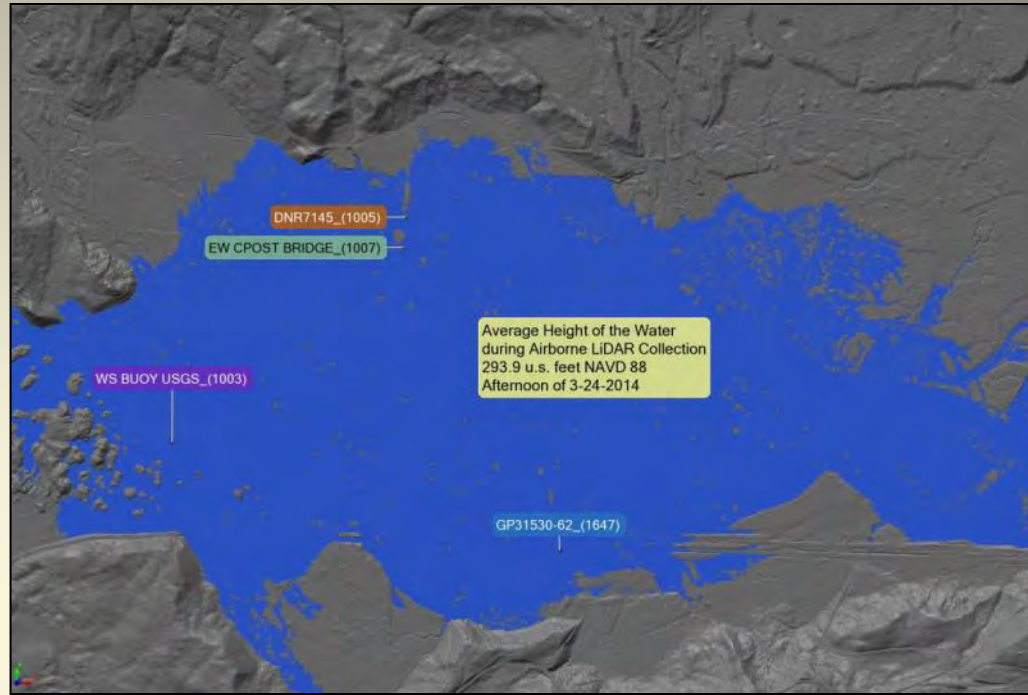 DNR7145_(1005)
EW CPOST BRIDGE_(1007)
Average Height of the Water
during Airborne LiDAR Collection
293.9 u.s. feet NAVD 88
Afternoon of 3-24-2014
WS BUOY USGS_(1003)
GP31530-62_(1647)